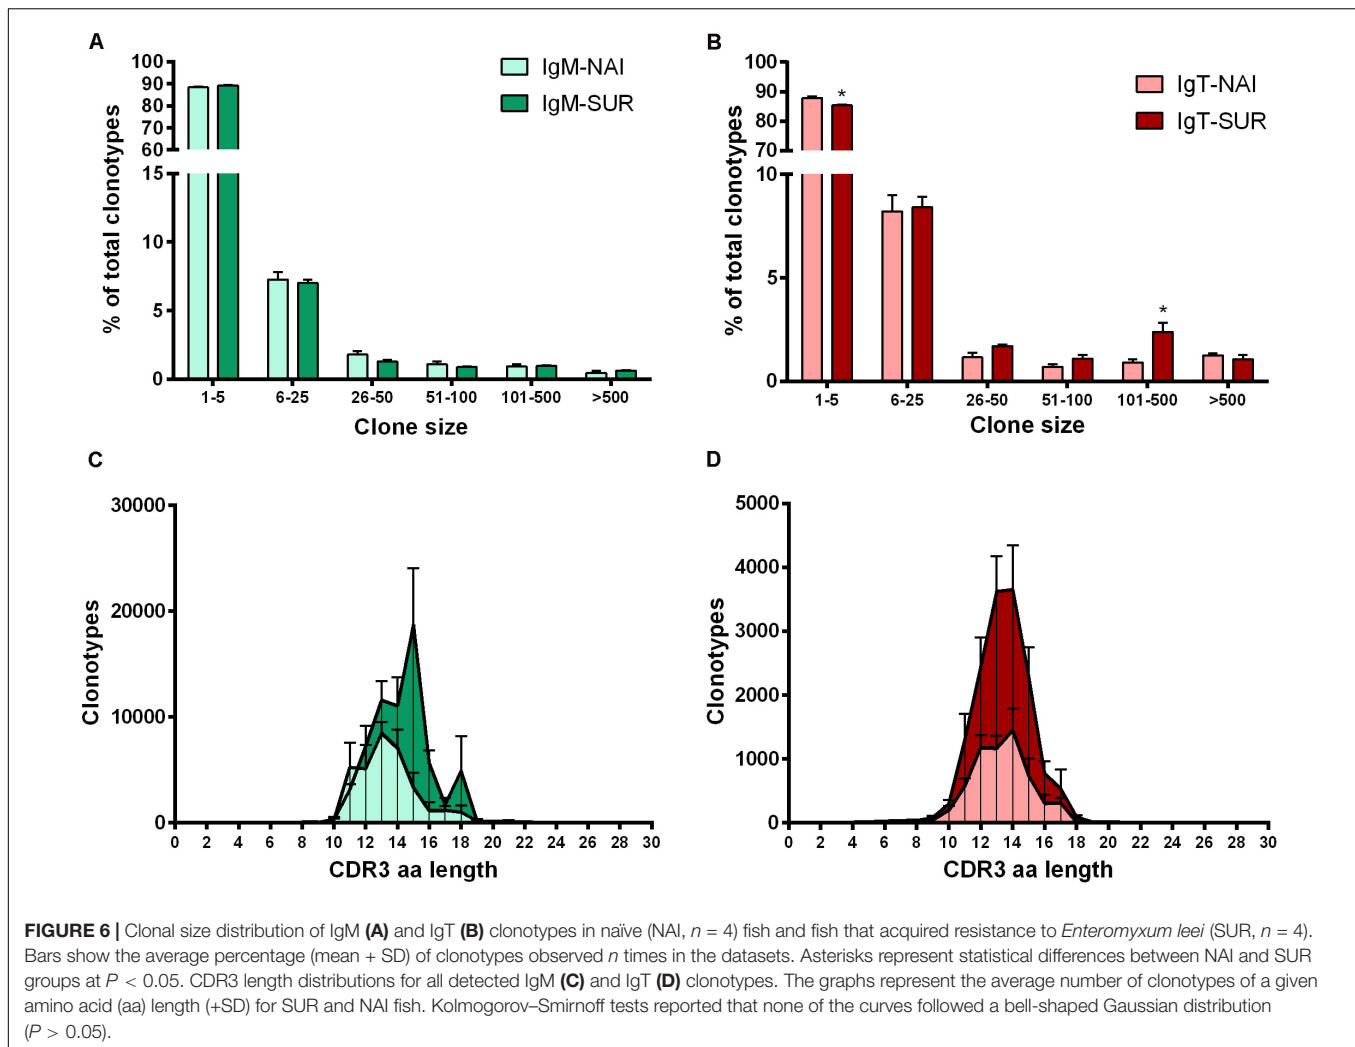 A
100
90
80
70
60
15
10
5
0
% of total clonotypes
IgM-NAI
IgM-SUR
1-5 6-25 26-50 51-100 101-500 >500
Clone size
B
100
90
80
70
10
5
0
% of total clonotypes
IgT-NAI
IgT-SUR
*
*
1-5 6-25 26-50 51-100 101-500 >500
Clone size
C
30000
20000
10000
0
Clonotypes
0 2 4 6 8 10 12 14 16 18 20 22 24 26 28 30
CDR3 aa length
D
5000
4000
3000
2000
1000
0
Clonotypes
0 2 4 6 8 10 12 14 16 18 20 22 24 26 28 30
CDR3 aa length
FIGURE 6 | Clonal size distribution of IgM (A) and IgT (B) clonotypes in naïve (NAI, n = 4) fish and fish that acquired resistance to Enteromyxum leei (SUR, n = 4).
Bars show the average percentage (mean + SD) of clonotypes observed n times in the datasets. Asterisks represent statistical differences between NAI and SUR
groups at P < 0.05. CDR3 length distributions for all detected IgM (C) and IgT (D) clonotypes. The graphs represent the average number of clonotypes of a given
amino acid (aa) length (+SD) for SUR and NAI fish. Kolmogorov–Smirnoff tests reported that none of the curves followed a bell-shaped Gaussian distribution
(P > 0.05).